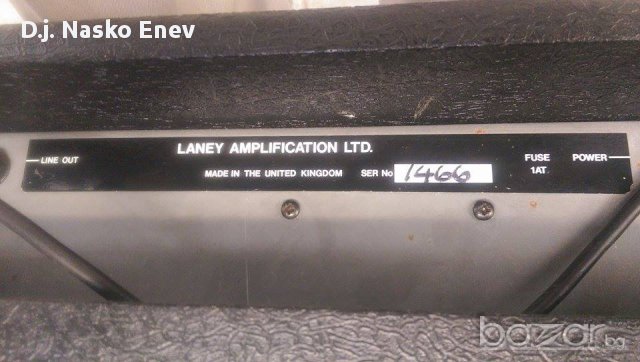 D.j. Nasko Enev
LANEY AMPLIFICATION LTD.
LINE OUT
MADE IN THE UNITED KINGDOM SER No 1466
FUSE
1AT.
POWER
bazar.bg